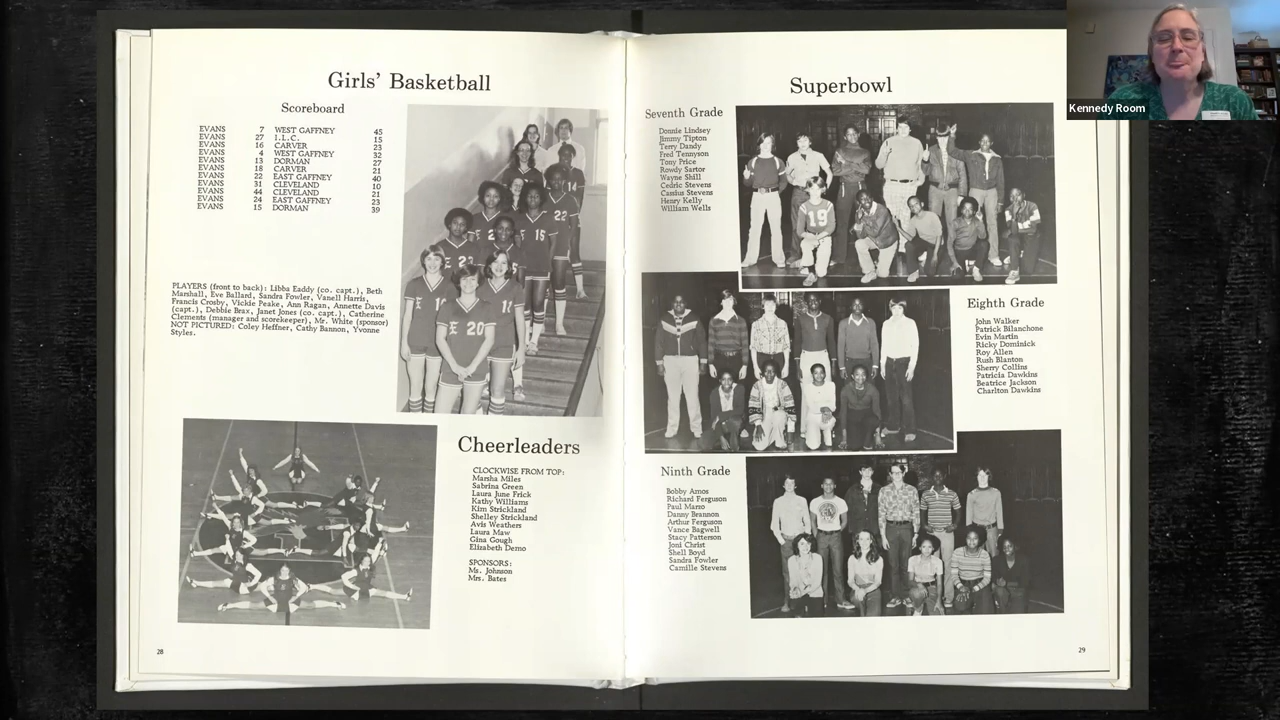 Girls' Basketball
Scoreboard
EVANS 7 WEST GAFFNEY 45
EVANS 27 I.L.C. 15
EVANS 16 CARVER 23
EVANS 4 WEST GAFFNEY 32
EVANS 13 DORMAN 27
EVANS 18 CARVER 21
EVANS 22 EAST GAFFNEY 40
EVANS 31 CLEVELAND 10
EVANS 44 CLEVELAND 21
EVANS 24 EAST GAFFNEY 23
EVANS 15 DORMAN 39
PLAYERS (front to back): Libba Eaddy (co. capt.), Beth
Marshall, Eve Ballard, Sandra Fowler, Vanell Harris,
Francis Crosby, Vickie Peake, Ann Ragan, Annette Davis
(capt.), Debbie Brax, Janet Jones (co. capt.), Catherine
Clements (manager and scorekeeper), Mr. White (sponsor)
NOT PICTURED: Coley Heffner, Cathy Bannon, Yvonne
Styles.
14
22
15
E 20
Cheerleaders
CLOCKWISE FROM TOP:
Marsha Miles
Sabrina Green
Laura June Frick
Kathy Williams
Kim Strickland
Shelley Strickland
Avis Weathers
Laura Maw
Gina Gough
Elizabeth Demo
SPONSORS:
Ms. Johnson
Mrs. Bates
28
Superbowl
Seventh Grade
Donnie Lindsey
Jimmy Tipton
Terry Dandy
Fred Tennyson
Tony Price
Rowdy Sartor
Wayne Skill
Cedric Stevens
Cassius Stevens
Henry Kelly
William Wells
19
Eighth Grade
John Walker
Patrick Bilanchone
Evin Martin
Ricky Dominick
Roy Allen
Rush Blanton
Sherry Collins
Patricia Dawkins
Beatrice Jackson
Charlton Dawkins
Ninth Grade
Bobby Amos
Richard Ferguson
Paul Marro
Danny Brannon
Arthur Ferguson
Vance Bagwell
Stacy Patterson
Joni Christ
Shell Boyd
Sandra Fowler
Camille Stevens
29
Kennedy Room